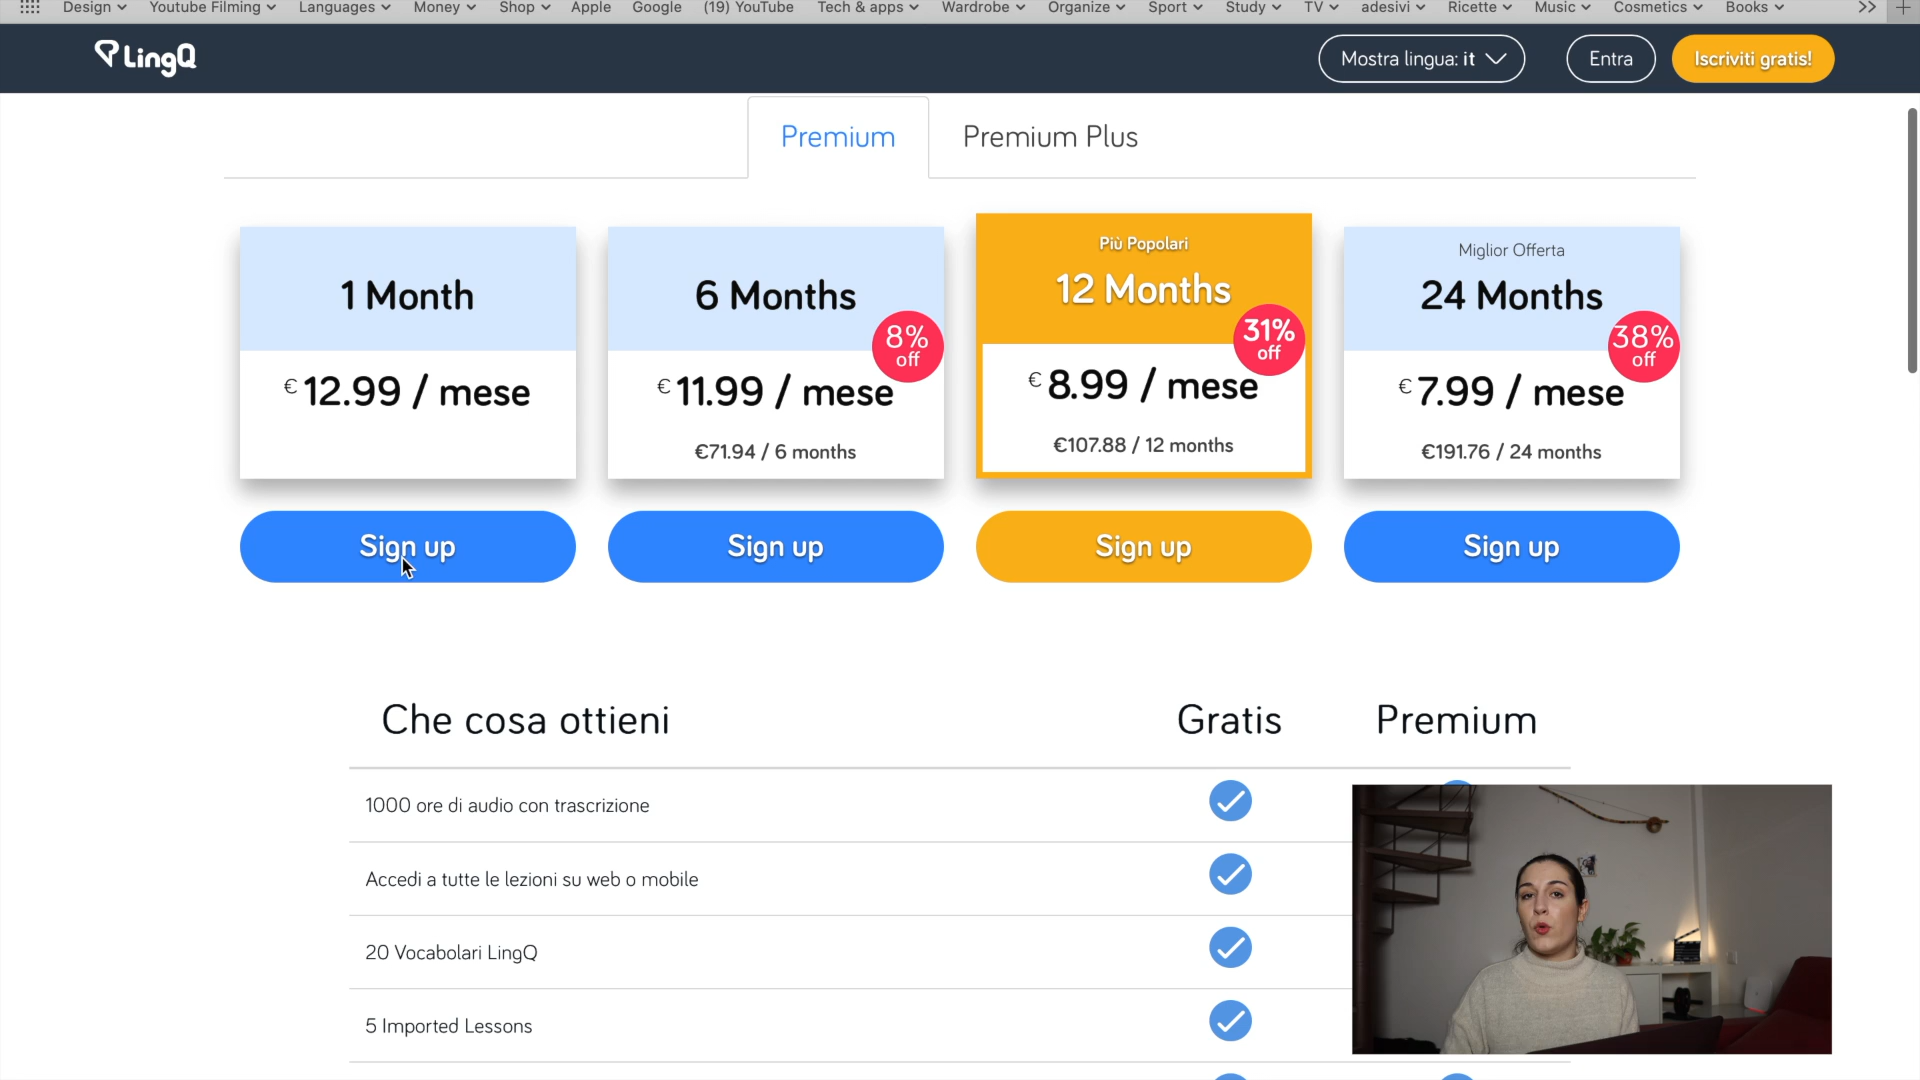 Design Youtube Filming Languages Money Shop Apple Google (19) YouTube Tech & apps Wardrobe Organize Sport Study TV adesivi Ricette Music Cosmetics Books
LingQ
Mostra lingua: it
Entra
Iscriviti gratis!
Premium
Premium Plus
1 Month
€12.99 / mese
Sign up
6 Months
8%
off
€11.99 / mese
€71.94 / 6 months
Sign up
Più Popolari
12 Months
31%
off
€8.99 / mese
€107.88 / 12 months
Sign up
Miglior Offerta
24 Months
38%
off
€7.99 / mese
€191.76 / 24 months
Sign up
Che cosa ottieni Gratis Premium
1000 ore di audio con trascrizione
Accedi a tutte le lezioni su web o mobile
20 Vocabolari LingQ
5 Imported Lessons